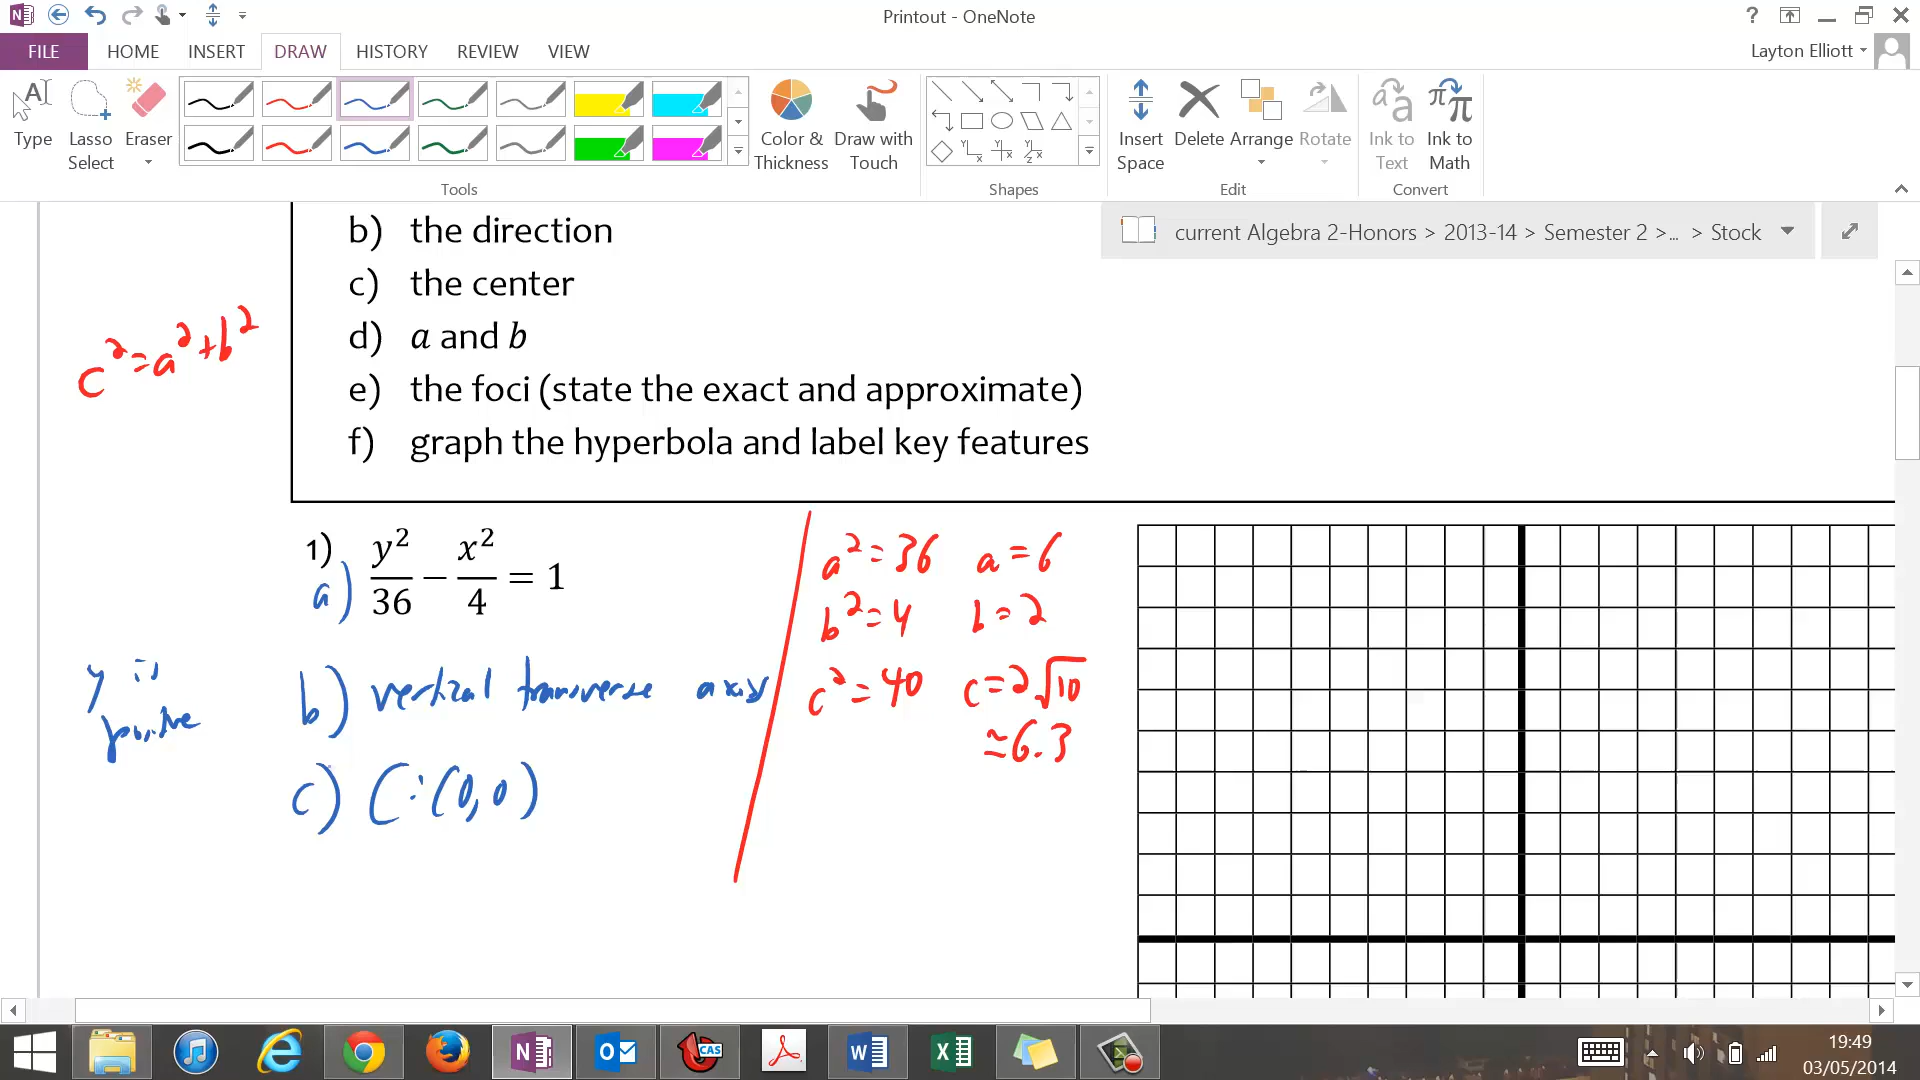 Printout - OneNote
FILE HOME INSERT DRAW HISTORY REVIEW VIEW
Layton Elliott
Type
Lasso Select
Eraser
Color & Thickness
Draw with Touch
Insert Space
Delete
Arrange
Rotate
Ink to Text
Ink to Math
Tools
Shapes
Edit
Convert
current Algebra 2-Honors > 2013-14 > Semester 2 >... > Stock
b) the direction
c) the center
d) a and b
e) the foci (state the exact and approximate)
f) graph the hyperbola and label key features
c² = a² + b²
1) y²/36 − x²/4 = 1
a)
y is
positive
b) vertical transverse axis
c) C: (0,0)
a² = 36 a = 6
b² = 4 b = 2
c² = 40 c = 2√10
≈ 6.3
19:49
03/05/2014